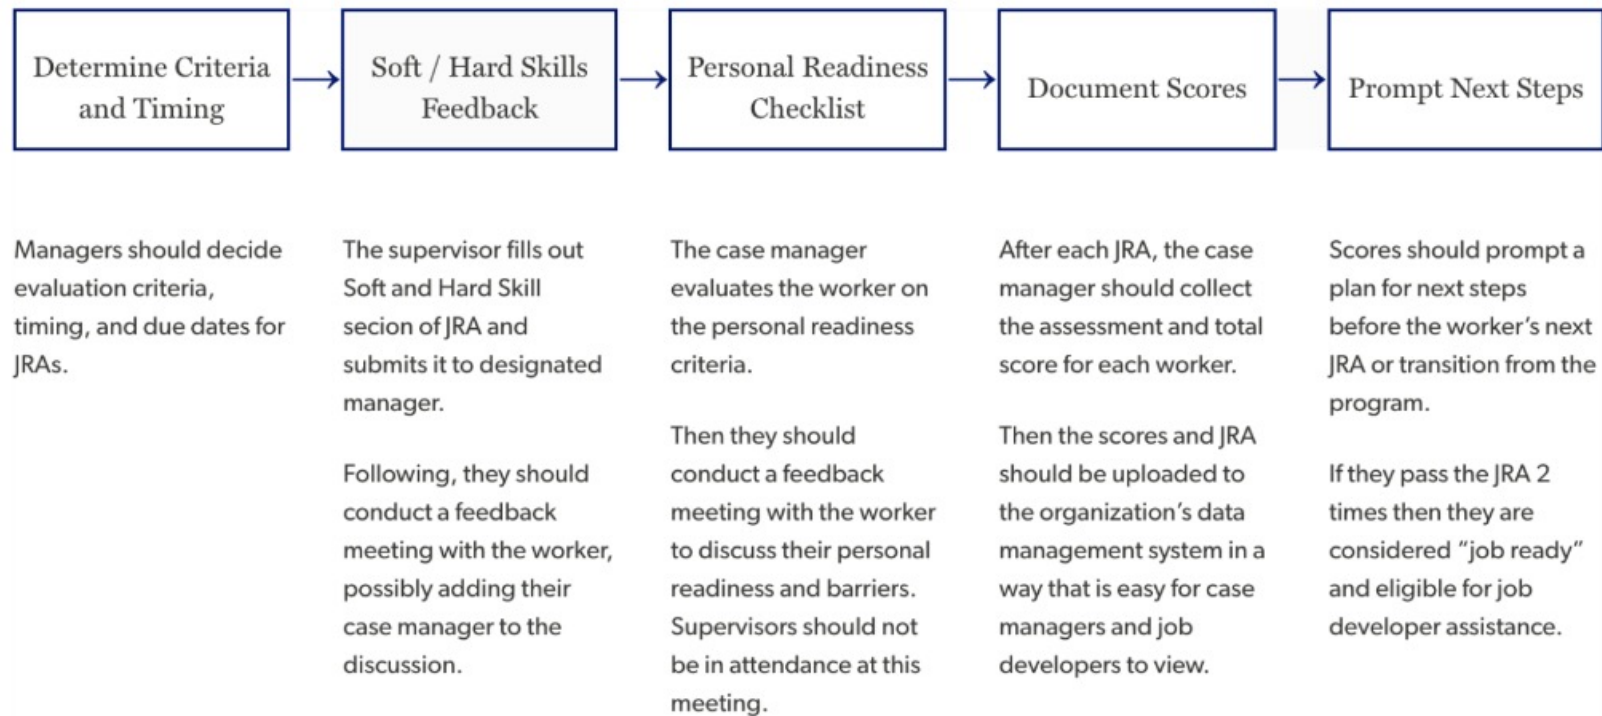 Determine Criteria
and Timing
Soft / Hard Skills
Feedback
Personal Readiness
Checklist
Document Scores
Prompt Next Steps
Managers should decide
evaluation criteria,
timing, and due dates for
JRAs.
The supervisor fills out
Soft and Hard Skill
secion of JRA and
submits it to designated
manager.
Following, they should
conduct a feedback
meeting with the worker,
possibly adding their
case manager to the
discussion.
The case manager
evaluates the worker on
the personal readiness
criteria.
Then they should
conduct a feedback
meeting with the worker
to discuss their personal
readiness and barriers.
Supervisors should not
be in attendance at this
meeting.
After each JRA, the case
manager should collect
the assessment and total
score for each worker.
Then the scores and JRA
should be uploaded to
the organization's data
management system in a
way that is easy for case
managers and job
developers to view.
Scores should prompt a
plan for next steps
before the worker's next
JRA or transition from the
program.
If they pass the JRA 2
times then they are
considered “job ready”
and eligible for job
developer assistance.